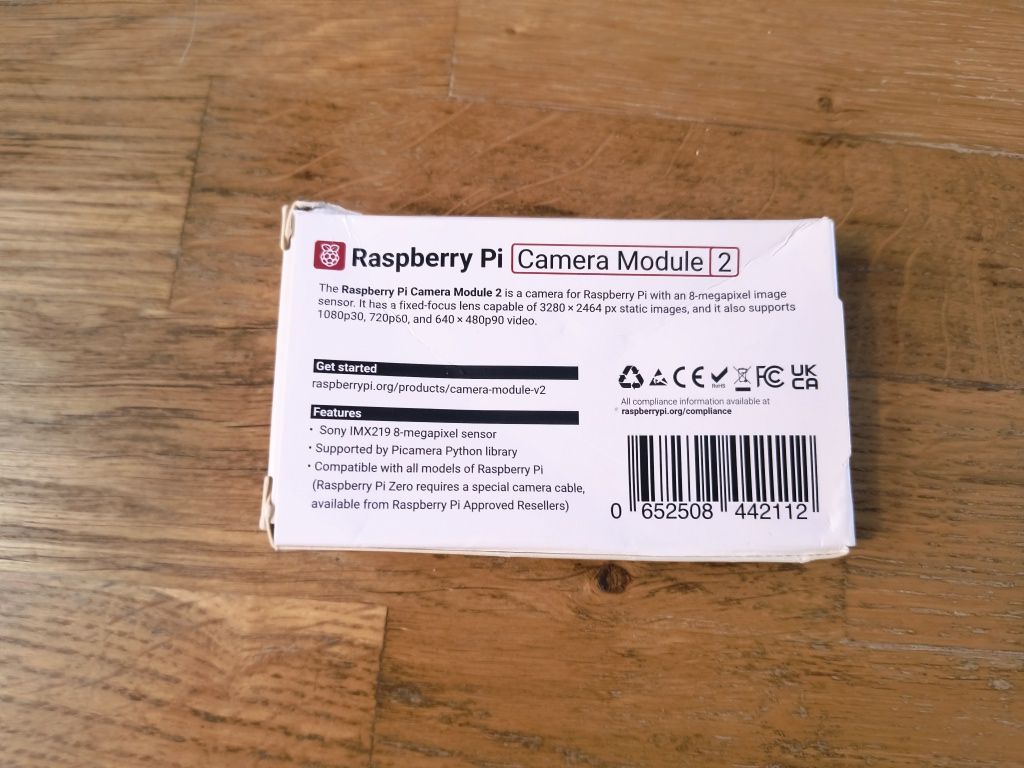 Raspberry Pi Camera Module 2
The Raspberry Pi Camera Module 2 is a camera for Raspberry Pi with an 8-megapixel image
sensor. It has a fixed-focus lens capable of 3280 × 2464 px static images, and it also supports
1080p30, 720p60, and 640 × 480p90 video.
Get started
raspberrypi.org/products/camera-module-v2
Features
• Sony IMX219 8-megapixel sensor
• Supported by Picamera Python library
• Compatible with all models of Raspberry Pi
(Raspberry Pi Zero requires a special camera cable,
available from Raspberry Pi Approved Resellers)
CE RoHS FC UK CA
All compliance information available at
raspberrypi.org/compliance
0 652508 442112